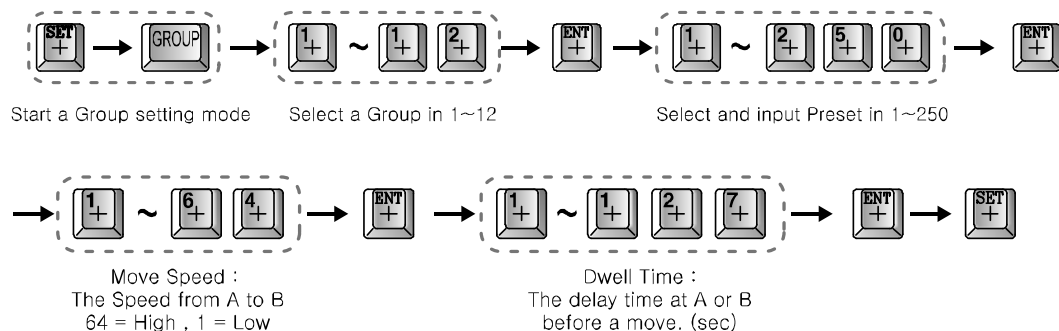 SET + GROUP 1 + ~ 1 + 2 + ENT + 1 + ~ 2 + 5 + 0 + ENT +
Start a Group setting mode Select a Group in 1~12 Select and input Preset in 1~250
1 + ~ 6 + 4 + ENT + 1 + ~ 1 + 2 + 7 + ENT + SET +
Move Speed : Dwell Time :
The Speed from A to B The delay time at A or B
64 = High , 1 = Low before a move. (sec)